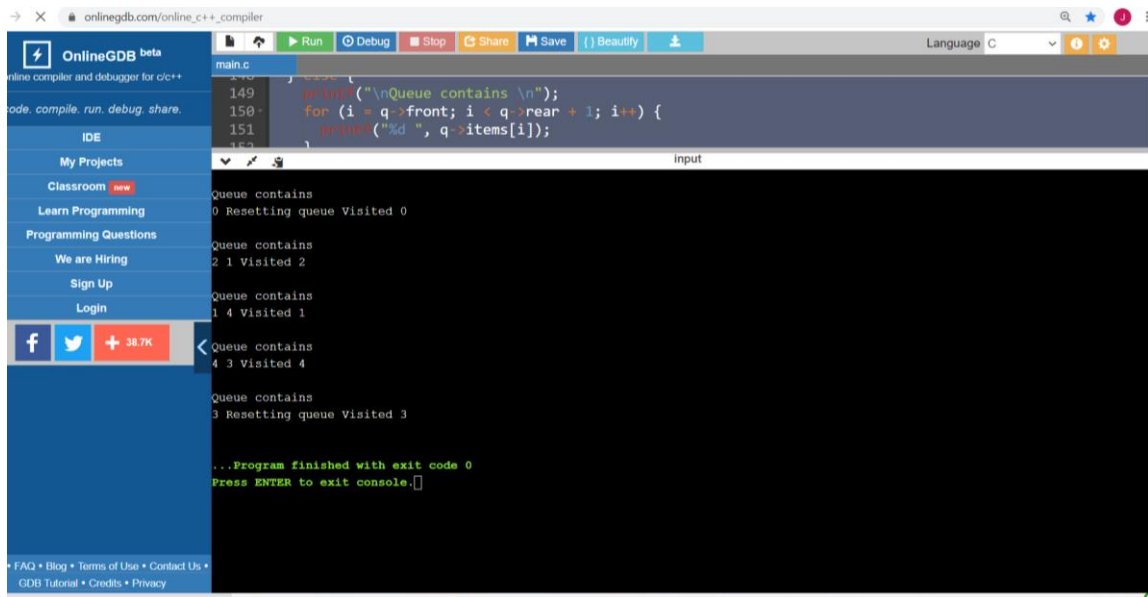 onlinegdb.com/online_c++_compiler
J
OnlineGDB beta
online compiler and debugger for c/c++
code. compile. run. debug. share.
IDE
My Projects
Classroom new
Learn Programming
Programming Questions
We are Hiring
Sign Up
Login
f
+ 38.7K
• FAQ • Blog • Terms of Use • Contact Us •
GDB Tutorial • Credits • Privacy
Run Debug Stop Share Save { } Beautify
Language C
main.c
148 } else {
149 printf("\nQueue contains \n");
150 for (i = q->front; i < q->rear + 1; i++) {
151 printf("%d ", q->items[i]);
152 }
input
Queue contains
0 Resetting queue Visited 0
Queue contains
2 1 Visited 2
Queue contains
1 4 Visited 1
Queue contains
4 3 Visited 4
Queue contains
3 Resetting queue Visited 3
...Program finished with exit code 0
Press ENTER to exit console.